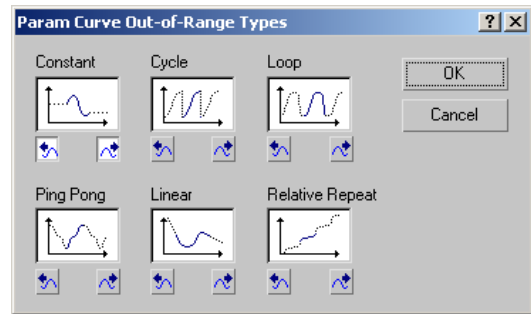 Param Curve Out-of-Range Types
Constant
Cycle
Loop
OK
Cancel
Ping Pong
Linear
Relative Repeat